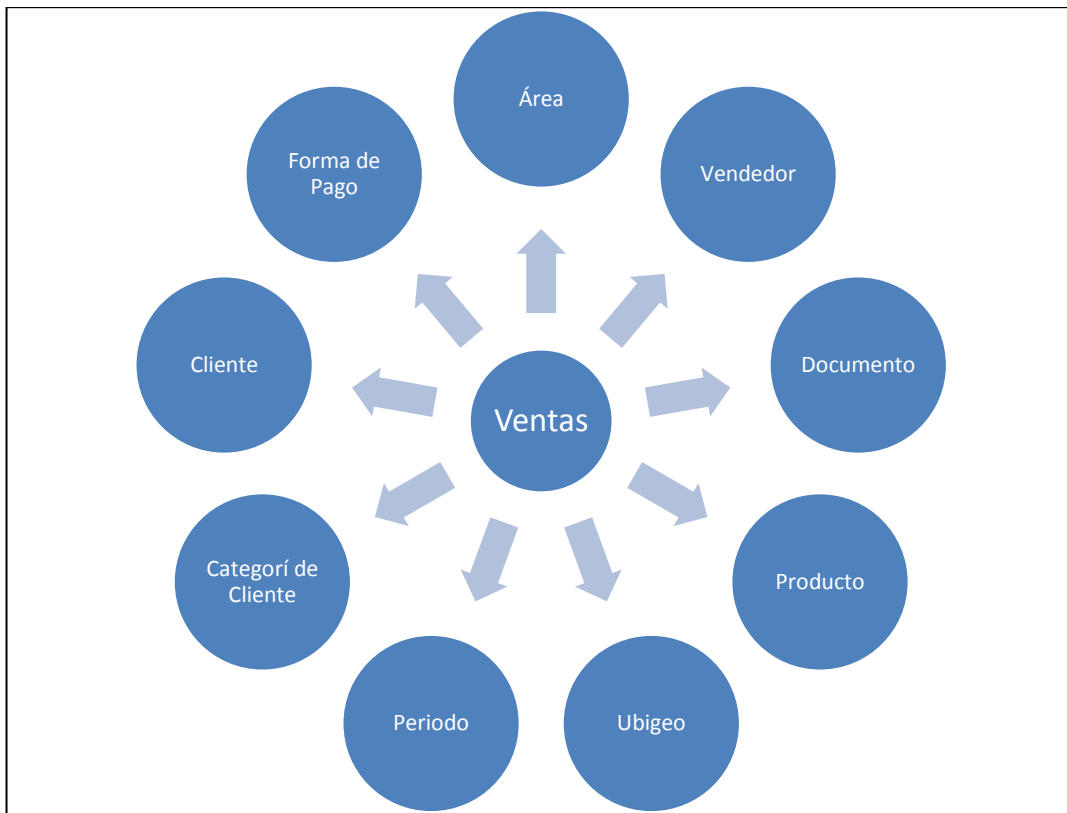 Área
Forma de
Pago
Vendedor
Cliente
Documento
Ventas
Categorí de
Cliente
Producto
Periodo
Ubigeo